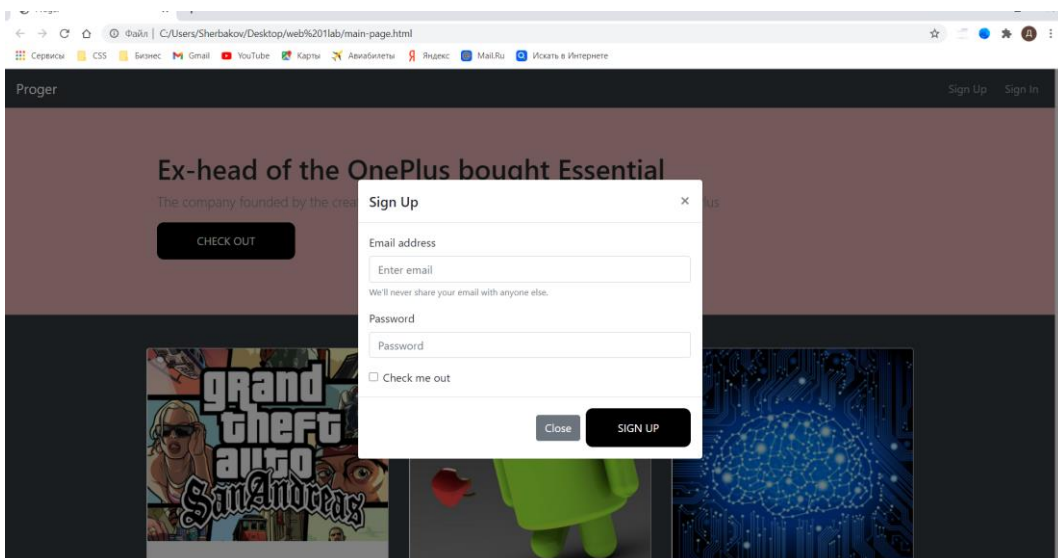 Файл | C:/Users/Sherbakov/Desktop/web%201lab/main-page.html
Д
Сервисы CSS Бизнес Gmail YouTube Карты Авиабилеты Яндекс Mail.Ru Искать в Интернете
Proger Sign Up Sign In
Ex-head of the OnePlus bought Essential
The company founded by the
CHECK OUT
Sign Up ×
Email address
Enter email
We'll never share your email with anyone else.
Password
Password
Check me out
Close SIGN UP
grand
theft
auto
San Andreas